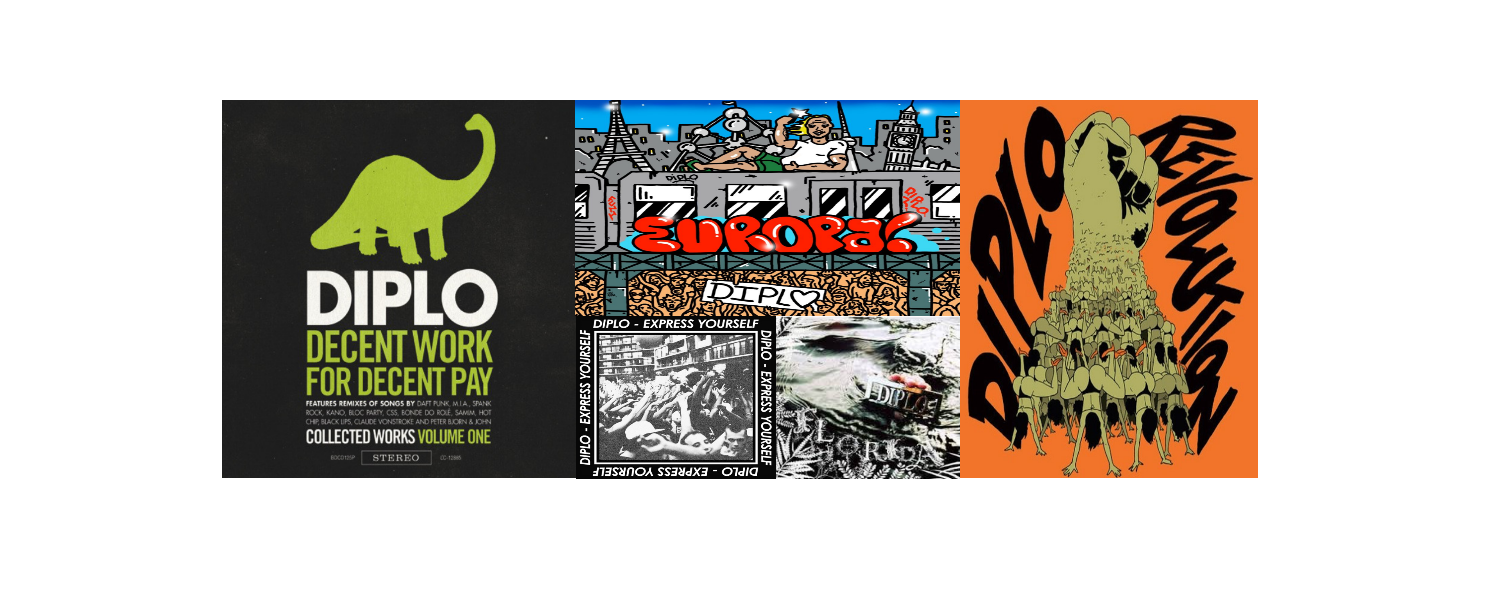 DIPLO
DECENT WORK
FOR DECENT PAY
FEATURES REMIXES OF SONGS BY DAFT PUNK, M.I.A., SPANK
ROCK, KANO, BLOC PARTY, CSS, BONDE DO ROLE, SAMIM, HOT
CHIP, BLACK LIPS, CLAUDE VONSTROKE AND PETER BJORN & JOHN
COLLECTED WORKS VOLUME ONE
STEREO
DIPLO
EUROPA!
DIPL♡
DIPLO - EXPRESS YOURSELF
DIPLO - EXPRESS YOURSELF
DIPLO - EXPRESS YOURSELF
DIPLO - EXPRESS YOURSELF
DIPLO
FLORIDA
DIPLO
REVOLUTION